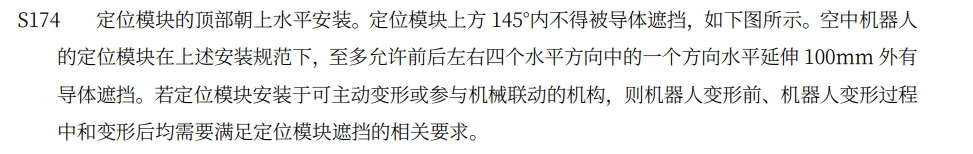 S174 定位模块的顶部朝上水平安装。定位模块上方 145°内不得被导体遮挡，如下图所示。空中机器人
的定位模块在上述安装规范下，至多允许前后左右四个水平方向中的一个方向水平延伸 100mm 外有
导体遮挡。若定位模块安装于可主动变形或参与机械联动的机构，则机器人变形前、机器人变形过程
中和变形后均需要满足定位模块遮挡的相关要求。